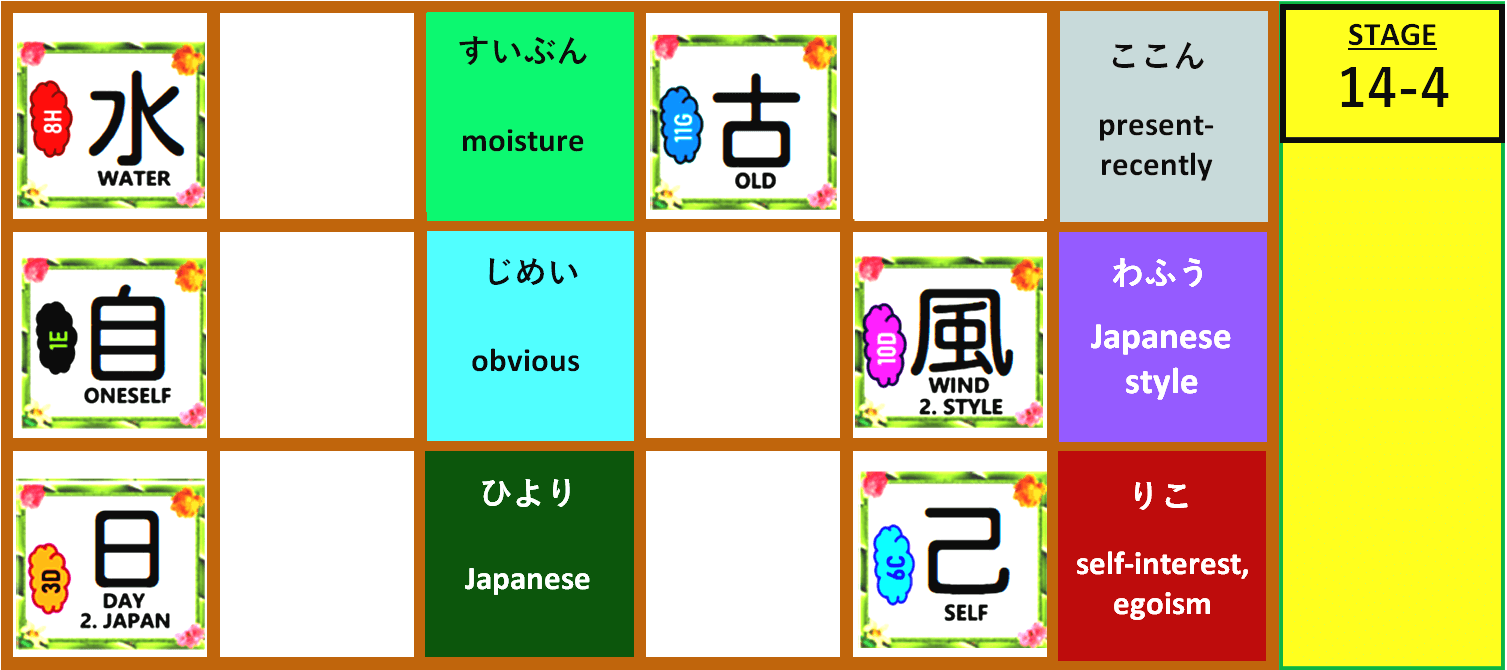 8H
水
WATER
すいぶん
moisture
11G
古
OLD
ここん
present-
recently
STAGE
14-4
1E
自
ONESELF
じめい
obvious
10D
風
WIND
2. STYLE
わふう
Japanese
style
3D
日
DAY
2. JAPAN
ひより
Japanese
6C
己
SELF
りこ
self-interest,
egoism